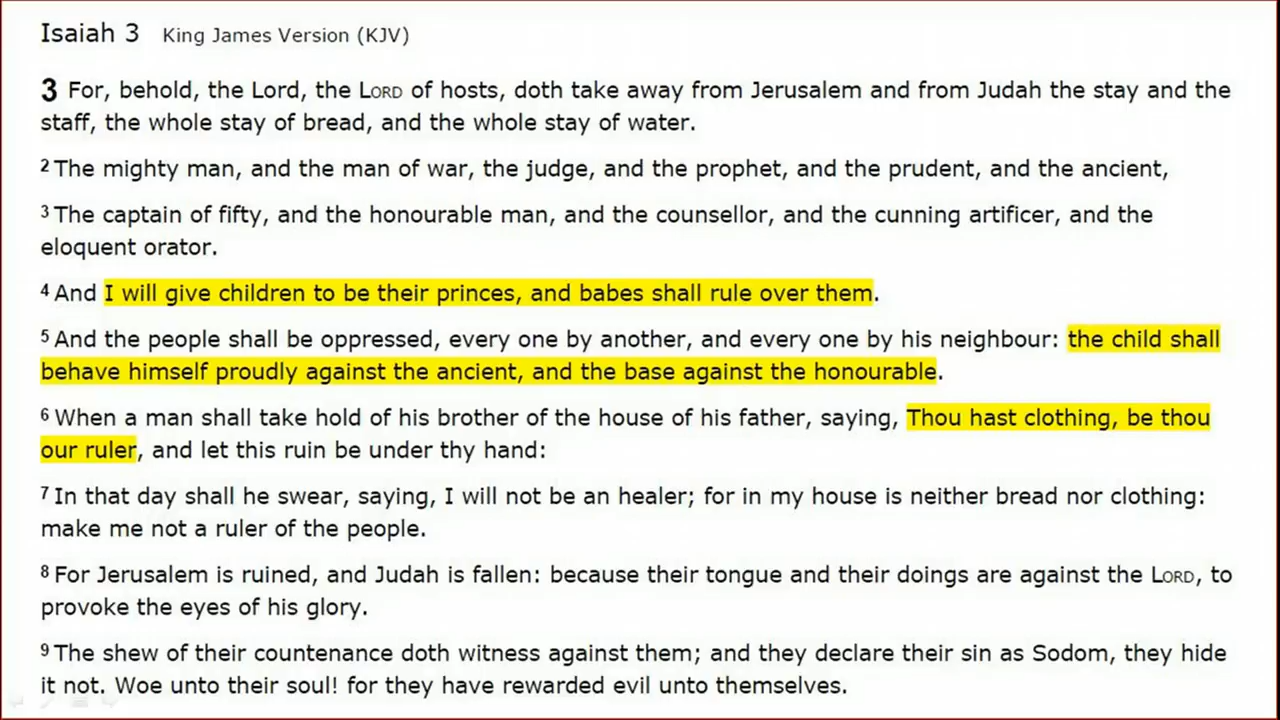 Isaiah 3 King James Version (KJV)
3 For, behold, the Lord, the LORD of hosts, doth take away from Jerusalem and from Judah the stay and the
staff, the whole stay of bread, and the whole stay of water.
2 The mighty man, and the man of war, the judge, and the prophet, and the prudent, and the ancient,
3 The captain of fifty, and the honourable man, and the counsellor, and the cunning artificer, and the
eloquent orator.
4 And I will give children to be their princes, and babes shall rule over them.
5 And the people shall be oppressed, every one by another, and every one by his neighbour: the child shall
behave himself proudly against the ancient, and the base against the honourable.
6 When a man shall take hold of his brother of the house of his father, saying, Thou hast clothing, be thou
our ruler, and let this ruin be under thy hand:
7 In that day shall he swear, saying, I will not be an healer; for in my house is neither bread nor clothing:
make me not a ruler of the people.
8 For Jerusalem is ruined, and Judah is fallen: because their tongue and their doings are against the LORD, to
provoke the eyes of his glory.
9 The shew of their countenance doth witness against them; and they declare their sin as Sodom, they hide
it not. Woe unto their soul! for they have rewarded evil unto themselves.